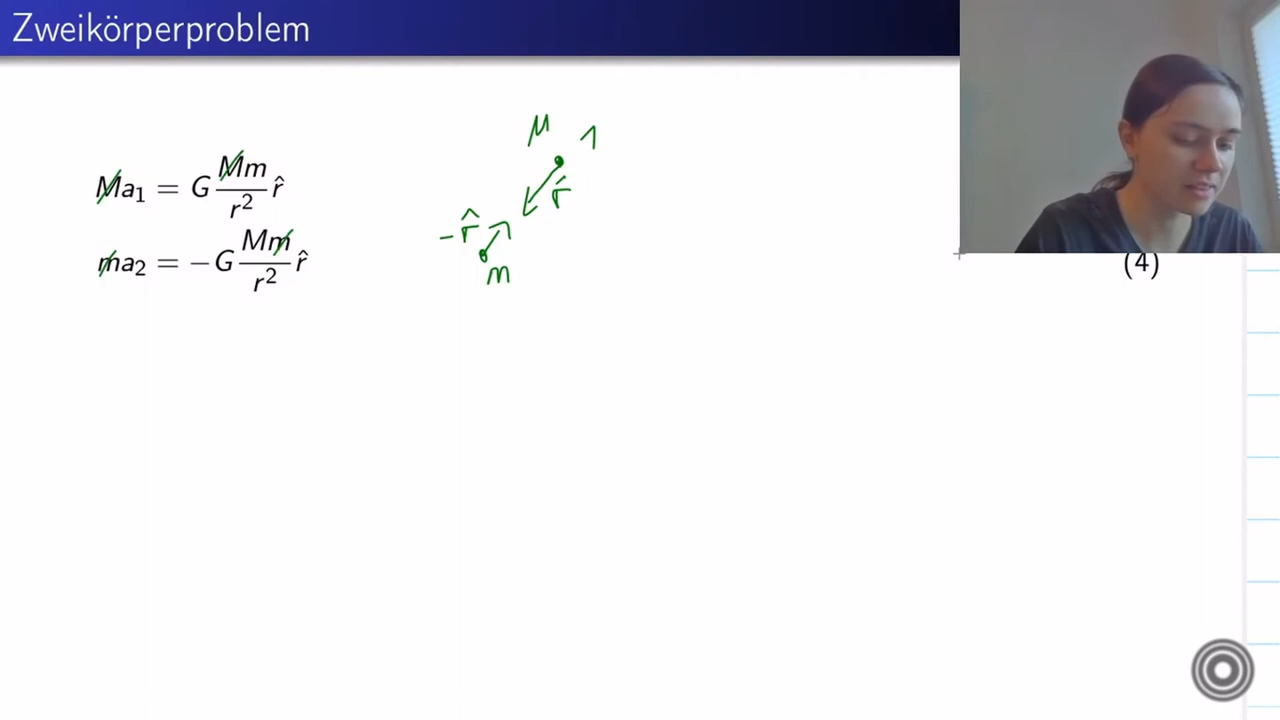 Zweikörperproblem
M 1
Ma₁ = G Mm/r² r̂
r̂
-r̂
ma₂ = -G Mm/r² r̂
m
(4)